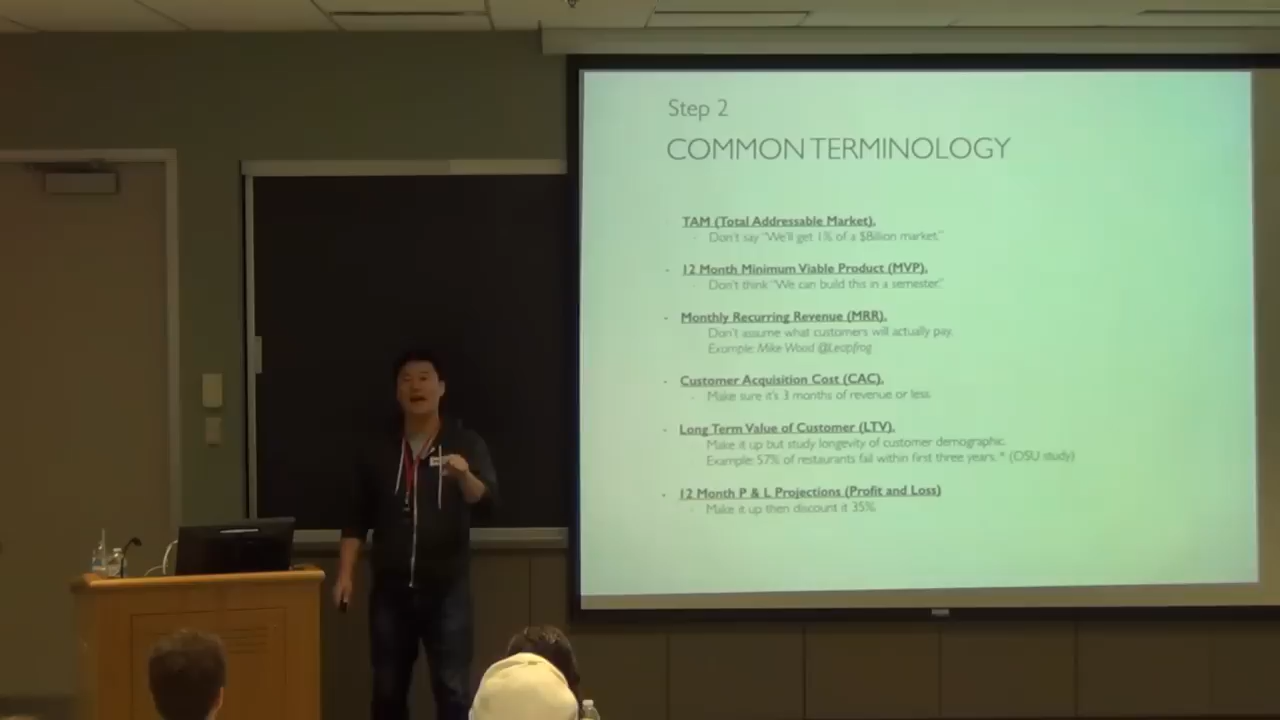 Step 2
COMMON TERMINOLOGY
TAM (Total Addressable Market).
- Don't say "We'll get 1% of a $Billion market."
- 12 Month Minimum Viable Product (MVP).
- Don't think "We can build this in a semester."
- Monthly Recurring Revenue (MRR).
Don't assume what customers will actually pay.
Example: Mike Wood @Leapfrog
- Customer Acquisition Cost (CAC).
- Make sure it's 3 months of revenue or less.
- Long Term Value of Customer (LTV).
Make it up but study longevity of customer demographic.
Example: 57% of restaurants fail within first three years. * (OSU study)
- 12 Month P & L Projections (Profit and Loss)
- Make it up then discount it 35%.